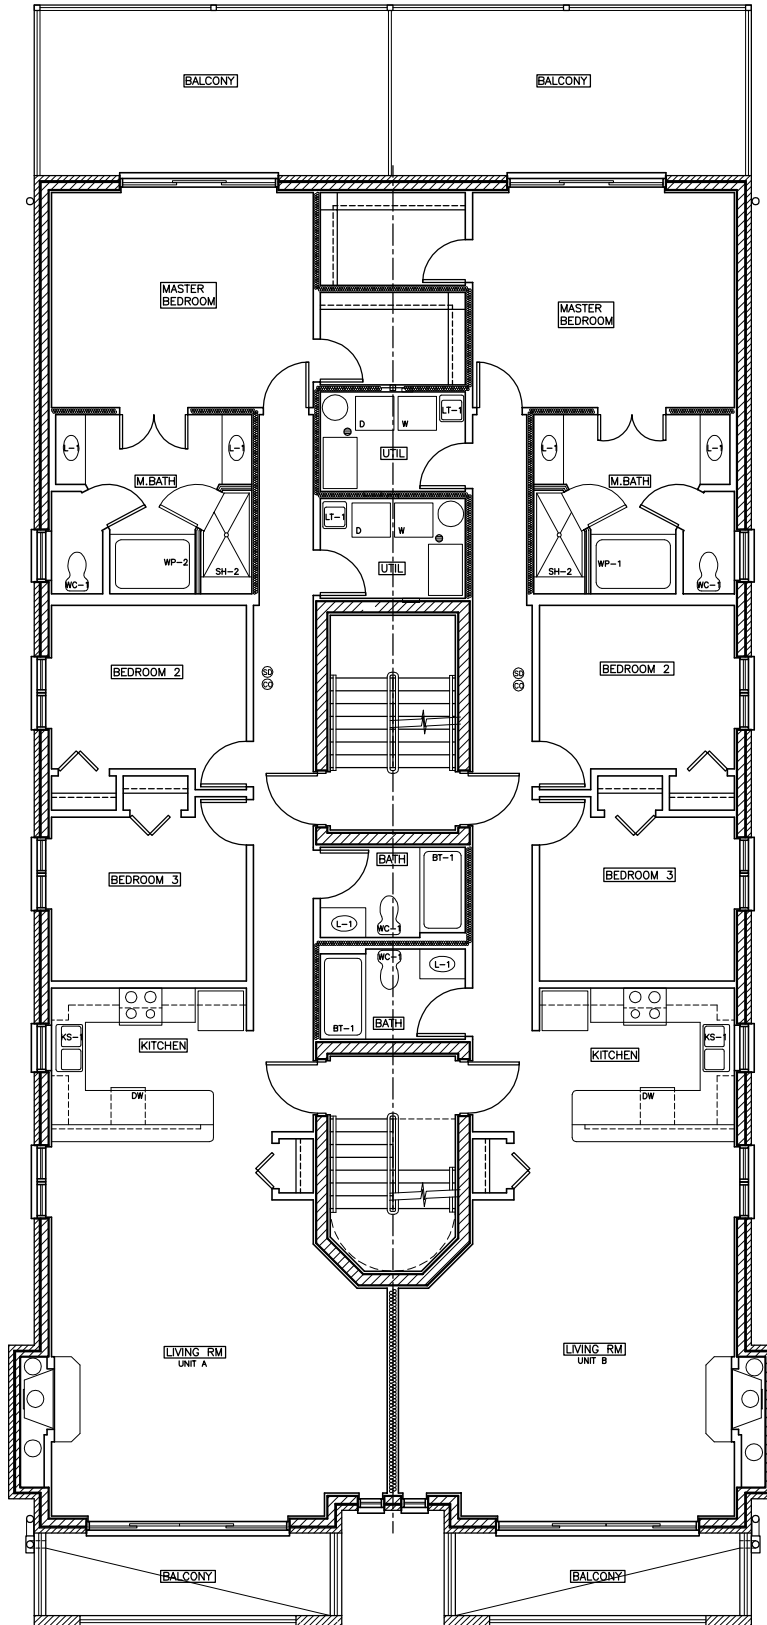 BALCONY
BALCONY
MASTER
BEDROOM
MASTER
BEDROOM
D
W
LT-1
L-1
L-1
UTIL
L-1
L-1
M.BATH
M.BATH
LT-1
D
W
WC-1
WP-2
SH-2
UTIL
SH-2
WP-1
WC-1
BEDROOM 2
SD
CO
SD
CO
BEDROOM 2
BATH
BT-1
BEDROOM 3
BEDROOM 3
L-1
WC-1
WC-1
L-1
BT-1
BATH
KS-1
KITCHEN
KITCHEN
KS-1
DW
DW
LIVING RM
UNIT A
LIVING RM
UNIT B
BALCONY
BALCONY